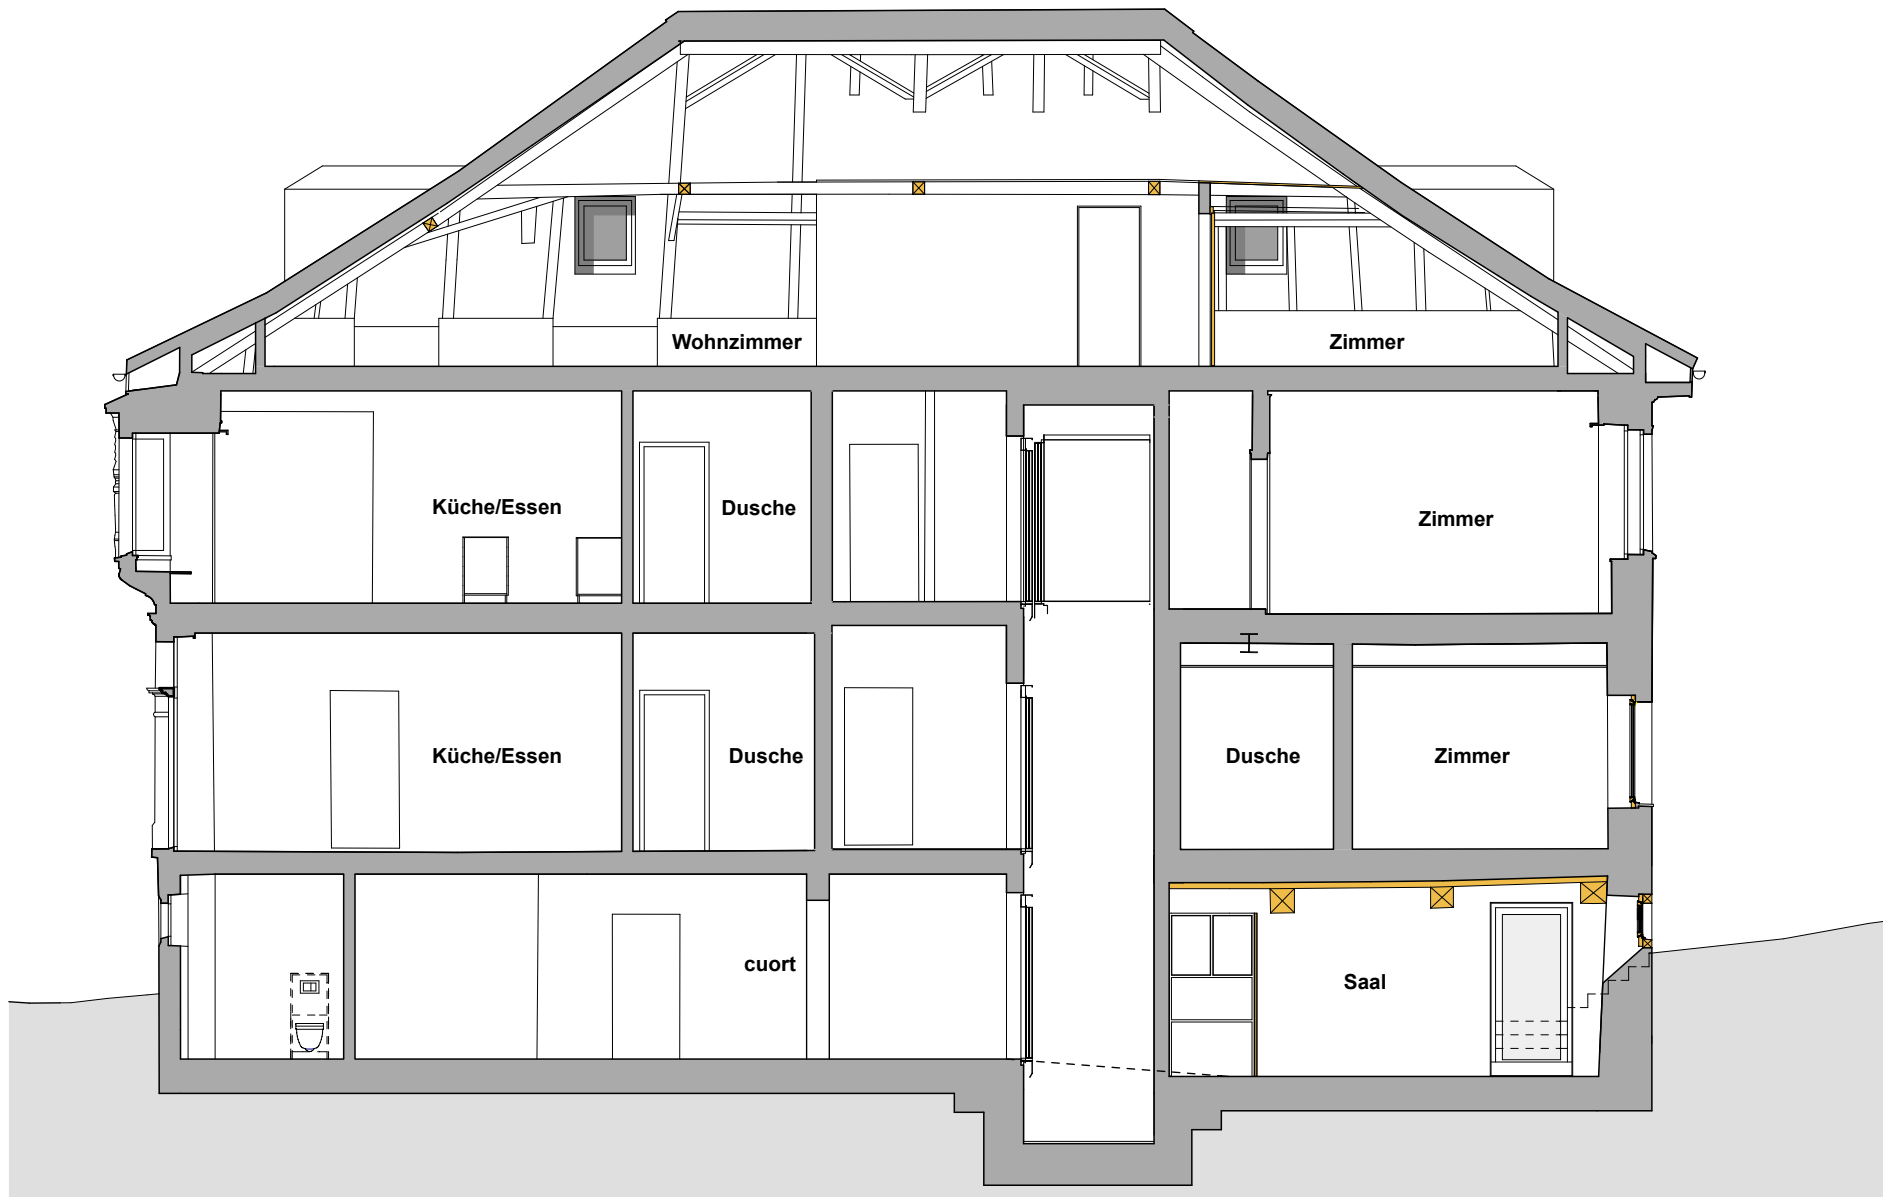 Wohnzimmer
Zimmer
Küche/Essen
Dusche
Zimmer
Küche/Essen
Dusche
Dusche
Zimmer
cuort
Saal